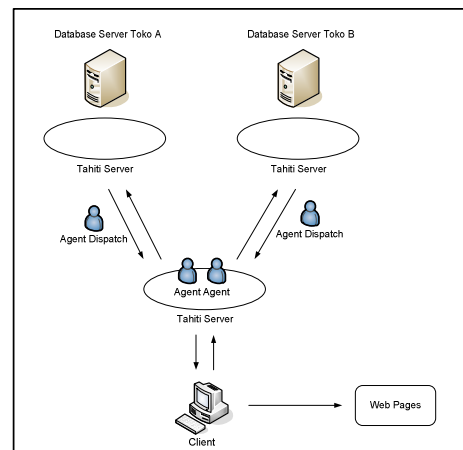 Database Server Toko A
Database Server Toko B
Tahiti Server
Tahiti Server
Agent Dispatch
Agent Dispatch
Agent Agent
Tahiti Server
Client
Web Pages